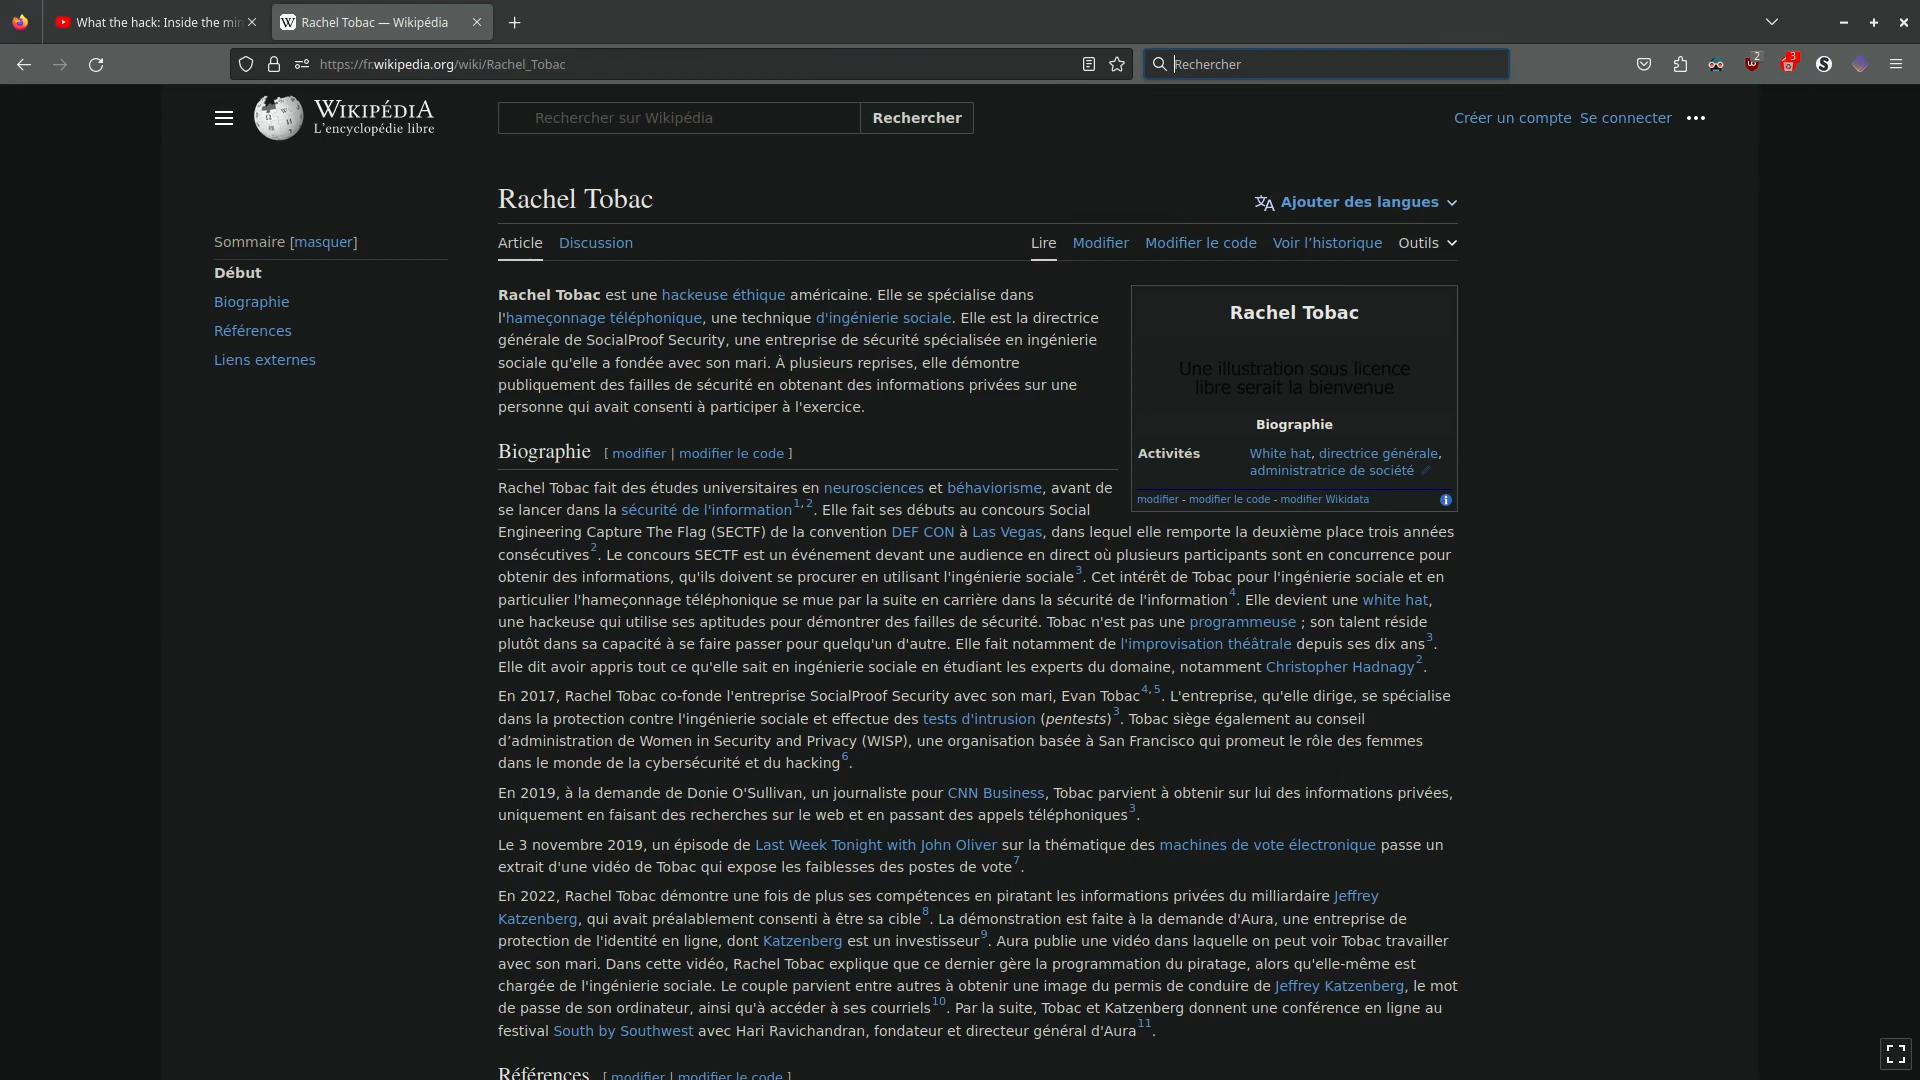 What the hack: Inside the min
Rachel Tobac — Wikipédia
https://fr.wikipedia.org/wiki/Rachel_Tobac
Rechercher
2
3
WIKIPÉDIA
L'encyclopédie libre
Rechercher sur Wikipédia
Rechercher
Créer un compte Se connecter
Rachel Tobac
Ajouter des langues
Sommaire [masquer]
Début
Biographie
Références
Liens externes
Article Discussion
Lire Modifier Modifier le code Voir l’historique Outils
Rachel Tobac est une hackeuse éthique américaine. Elle se spécialise dans
l'hameçonnage téléphonique, une technique d'ingénierie sociale. Elle est la directrice
générale de SocialProof Security, une entreprise de sécurité spécialisée en ingénierie
sociale qu'elle a fondée avec son mari. À plusieurs reprises, elle démontre
publiquement des failles de sécurité en obtenant des informations privées sur une
personne qui avait consenti à participer à l'exercice.
Rachel Tobac
Une illustration sous licence
libre serait la bienvenue
Biographie
Activités White hat, directrice générale,
administratrice de société
modifier - modifier le code - modifier Wikidata
Biographie [ modifier | modifier le code ]
Rachel Tobac fait des études universitaires en neurosciences et béhaviorisme, avant de
se lancer dans la sécurité de l'information1, 2. Elle fait ses débuts au concours Social
Engineering Capture The Flag (SECTF) de la convention DEF CON à Las Vegas, dans lequel elle remporte la deuxième place trois années
consécutives2. Le concours SECTF est un événement devant une audience en direct où plusieurs participants sont en concurrence pour
obtenir des informations, qu'ils doivent se procurer en utilisant l'ingénierie sociale3. Cet intérêt de Tobac pour l'ingénierie sociale et en
particulier l'hameçonnage téléphonique se mue par la suite en carrière dans la sécurité de l'information4. Elle devient une white hat,
une hackeuse qui utilise ses aptitudes pour démontrer des failles de sécurité. Tobac n'est pas une programmeuse ; son talent réside
plutôt dans sa capacité à se faire passer pour quelqu'un d'autre. Elle fait notamment de l'improvisation théâtrale depuis ses dix ans3.
Elle dit avoir appris tout ce qu'elle sait en ingénierie sociale en étudiant les experts du domaine, notamment Christopher Hadnagy2.
En 2017, Rachel Tobac co-fonde l'entreprise SocialProof Security avec son mari, Evan Tobac4, 5. L'entreprise, qu'elle dirige, se spécialise
dans la protection contre l'ingénierie sociale et effectue des tests d'intrusion (pentests)3. Tobac siège également au conseil
d’administration de Women in Security and Privacy (WISP), une organisation basée à San Francisco qui promeut le rôle des femmes
dans le monde de la cybersécurité et du hacking6.
En 2019, à la demande de Donie O'Sullivan, un journaliste pour CNN Business, Tobac parvient à obtenir sur lui des informations privées,
uniquement en faisant des recherches sur le web et en passant des appels téléphoniques3.
Le 3 novembre 2019, un épisode de Last Week Tonight with John Oliver sur la thématique des machines de vote électronique passe un
extrait d'une vidéo de Tobac qui expose les faiblesses des postes de vote7.
En 2022, Rachel Tobac démontre une fois de plus ses compétences en piratant les informations privées du milliardaire Jeffrey
Katzenberg, qui avait préalablement consenti à être sa cible8. La démonstration est faite à la demande d'Aura, une entreprise de
protection de l'identité en ligne, dont Katzenberg est un investisseur9. Aura publie une vidéo dans laquelle on peut voir Tobac travailler
avec son mari. Dans cette vidéo, Rachel Tobac explique que ce dernier gère la programmation du piratage, alors qu'elle-même est
chargée de l'ingénierie sociale. Le couple parvient entre autres à obtenir une image du permis de conduire de Jeffrey Katzenberg, le mot
de passe de son ordinateur, ainsi qu'à accéder à ses courriels10. Par la suite, Tobac et Katzenberg donnent une conférence en ligne au
festival South by Southwest avec Hari Ravichandran, fondateur et directeur général d'Aura11.
Références [ modifier | modifier le code ]